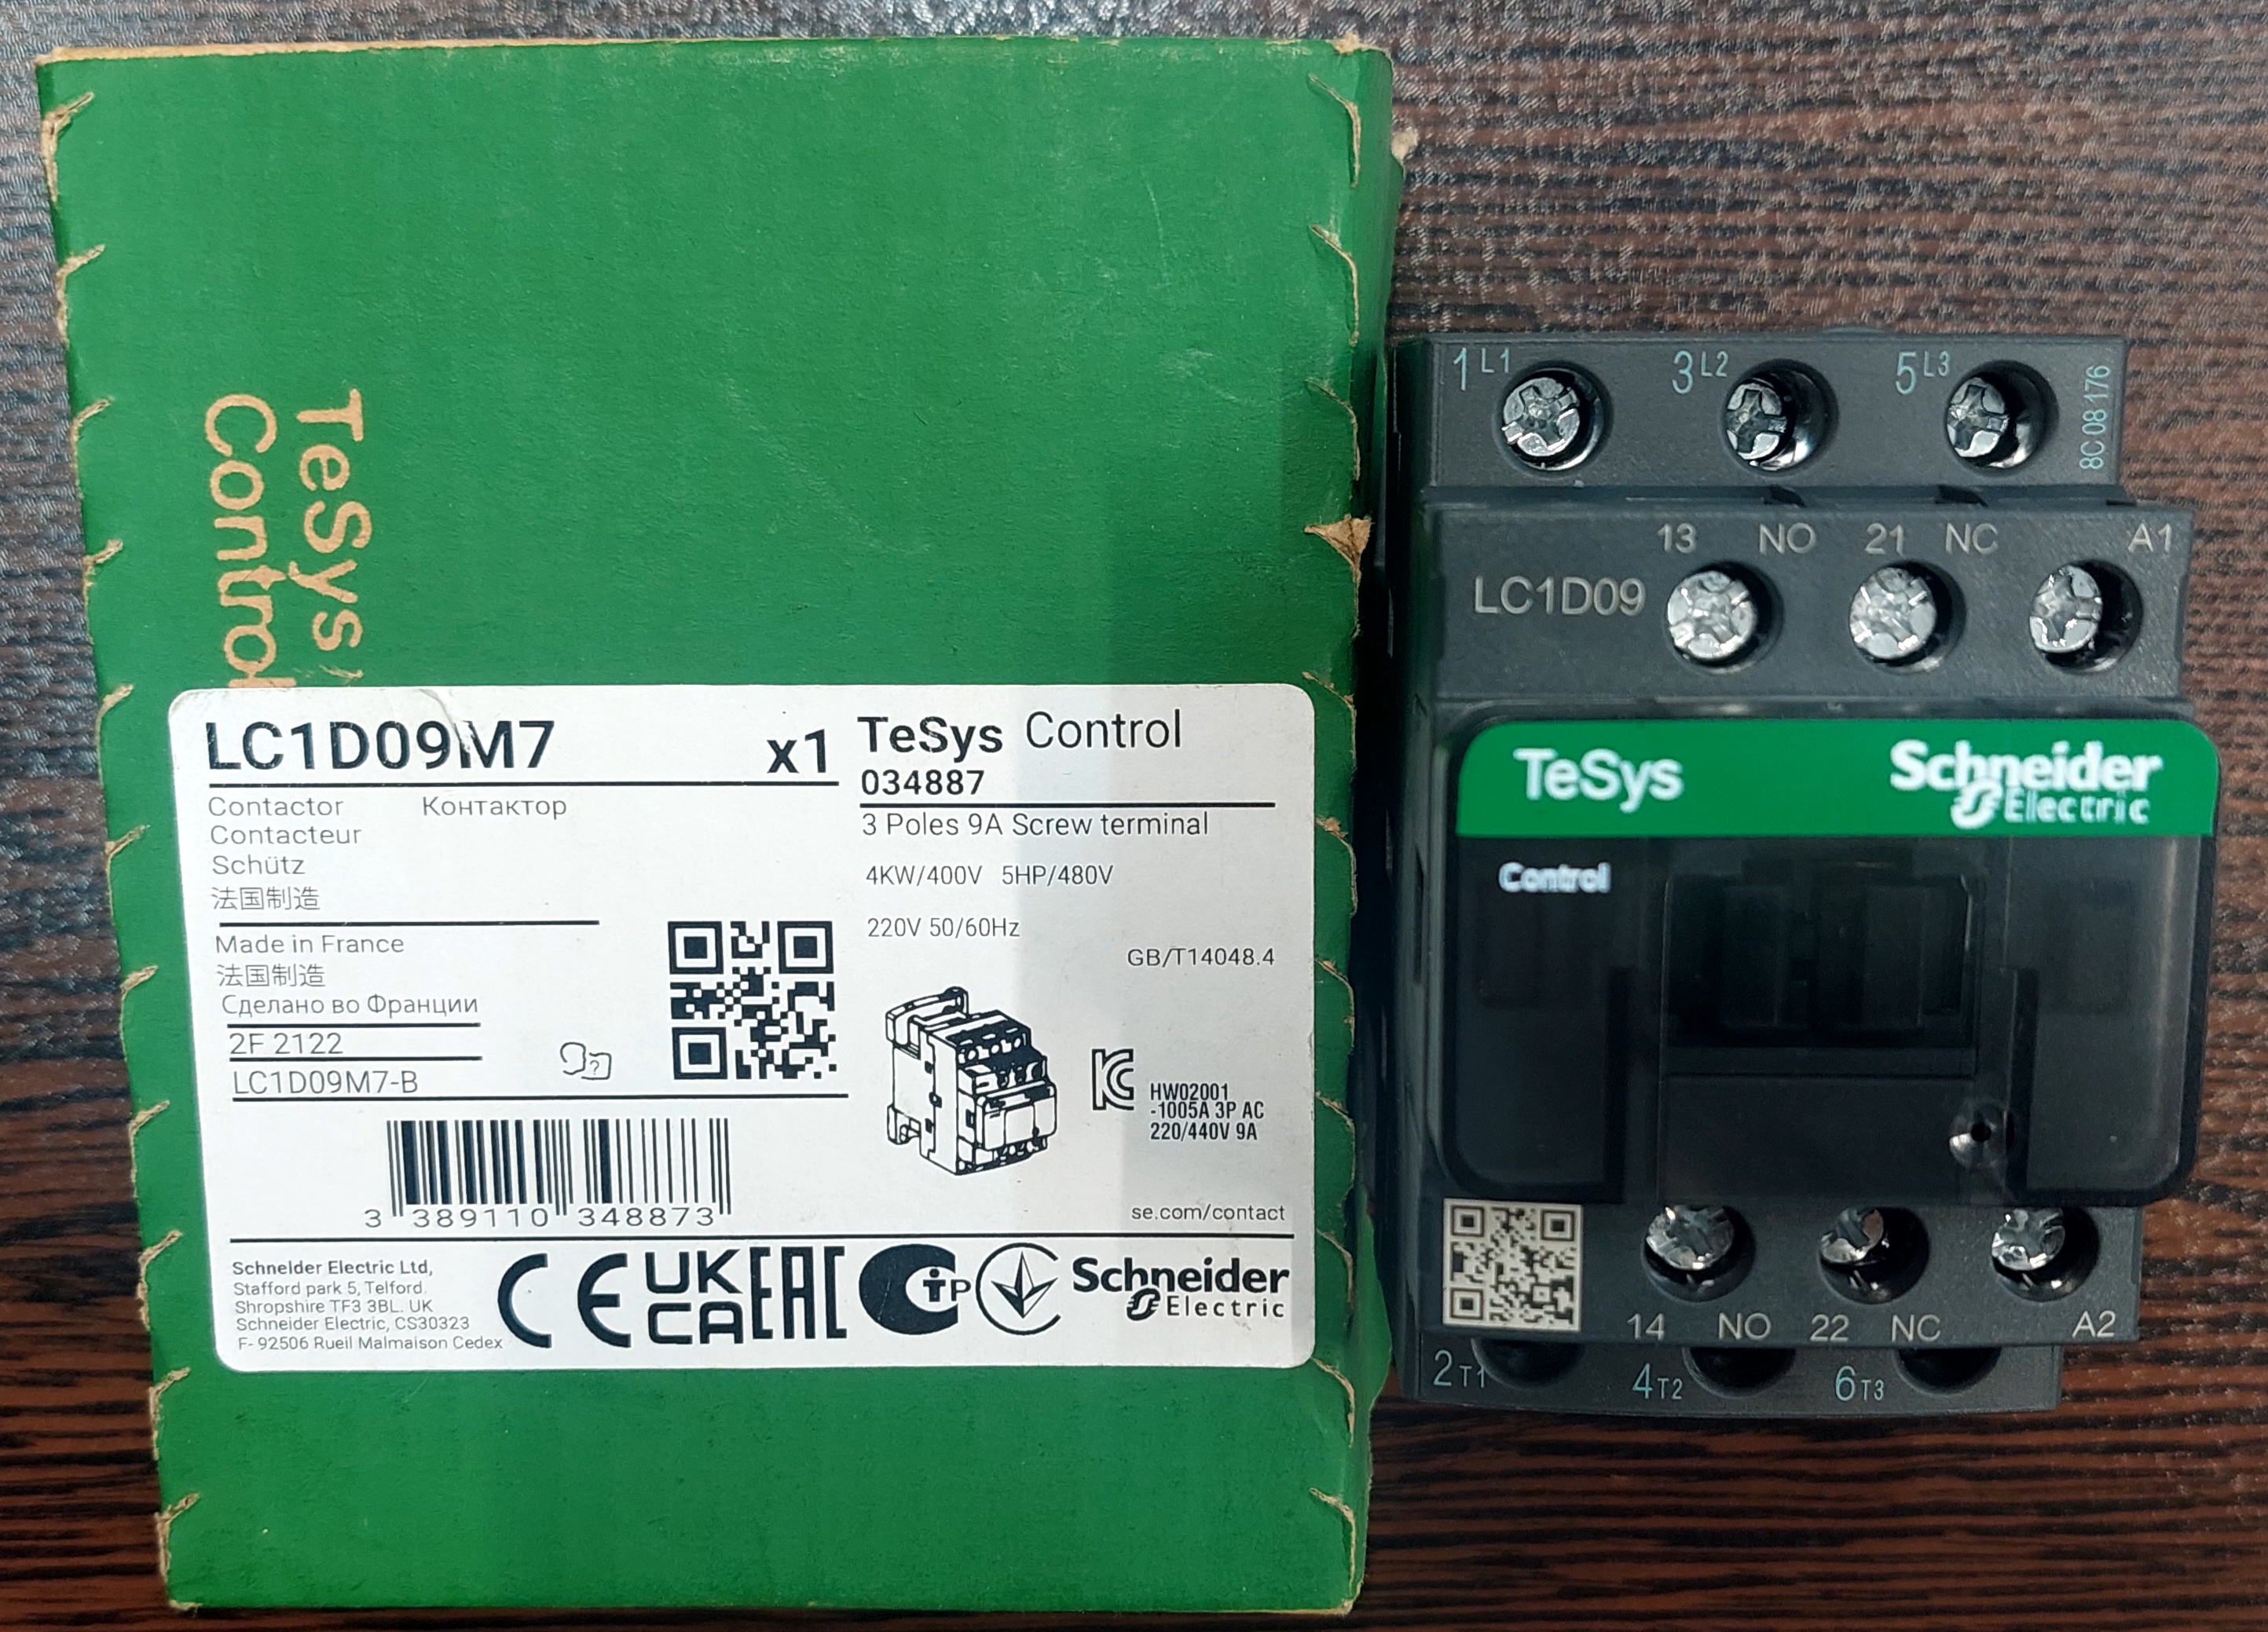 TeSys
Control
LC1D09M7 x1
Contactor Контактор
Contacteur
Schütz
法国制造
Made in France
法国制造
Сделано во Франции
2F 2122
LC1D09M7-B
3 389110 348873
TeSys Control
034887
3 Poles 9A Screw terminal
4KW/400V 5HP/480V
220V 50/60Hz
GB/T14048.4
HW02001
-1005A 3P AC
220/440V 9A
se.com/contact
Schneider Electric Ltd,
Stafford park 5, Telford
Shropshire TF3 3BL. UK
Schneider Electric, CS30323
F- 92506 Rueil Malmaison Cedex
CE UK
CA EAC
Schneider
Electric
1 L1 3 L2 5 L3
8C08176
13 NO 21 NC A1
LC1D09
TeSys Schneider
Electric
Control
14 NO 22 NC A2
2 T1 4 T2 6 T3